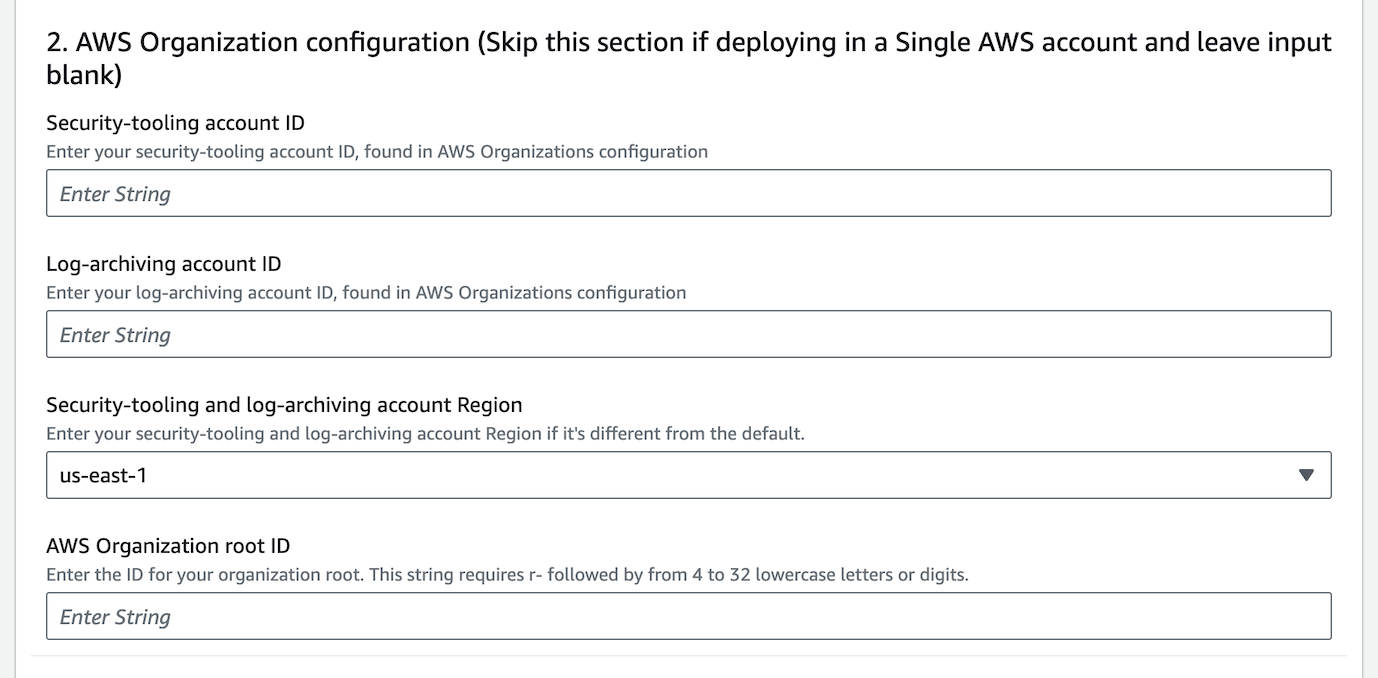 2. AWS Organization configuration (Skip this section if deploying in a Single AWS account and leave input
blank)
Security-tooling account ID
Enter your security-tooling account ID, found in AWS Organizations configuration
Enter String
Log-archiving account ID
Enter your log-archiving account ID, found in AWS Organizations configuration
Enter String
Security-tooling and log-archiving account Region
Enter your security-tooling and log-archiving account Region if it's different from the default.
us-east-1
AWS Organization root ID
Enter the ID for your organization root. This string requires r- followed by from 4 to 32 lowercase letters or digits.
Enter String